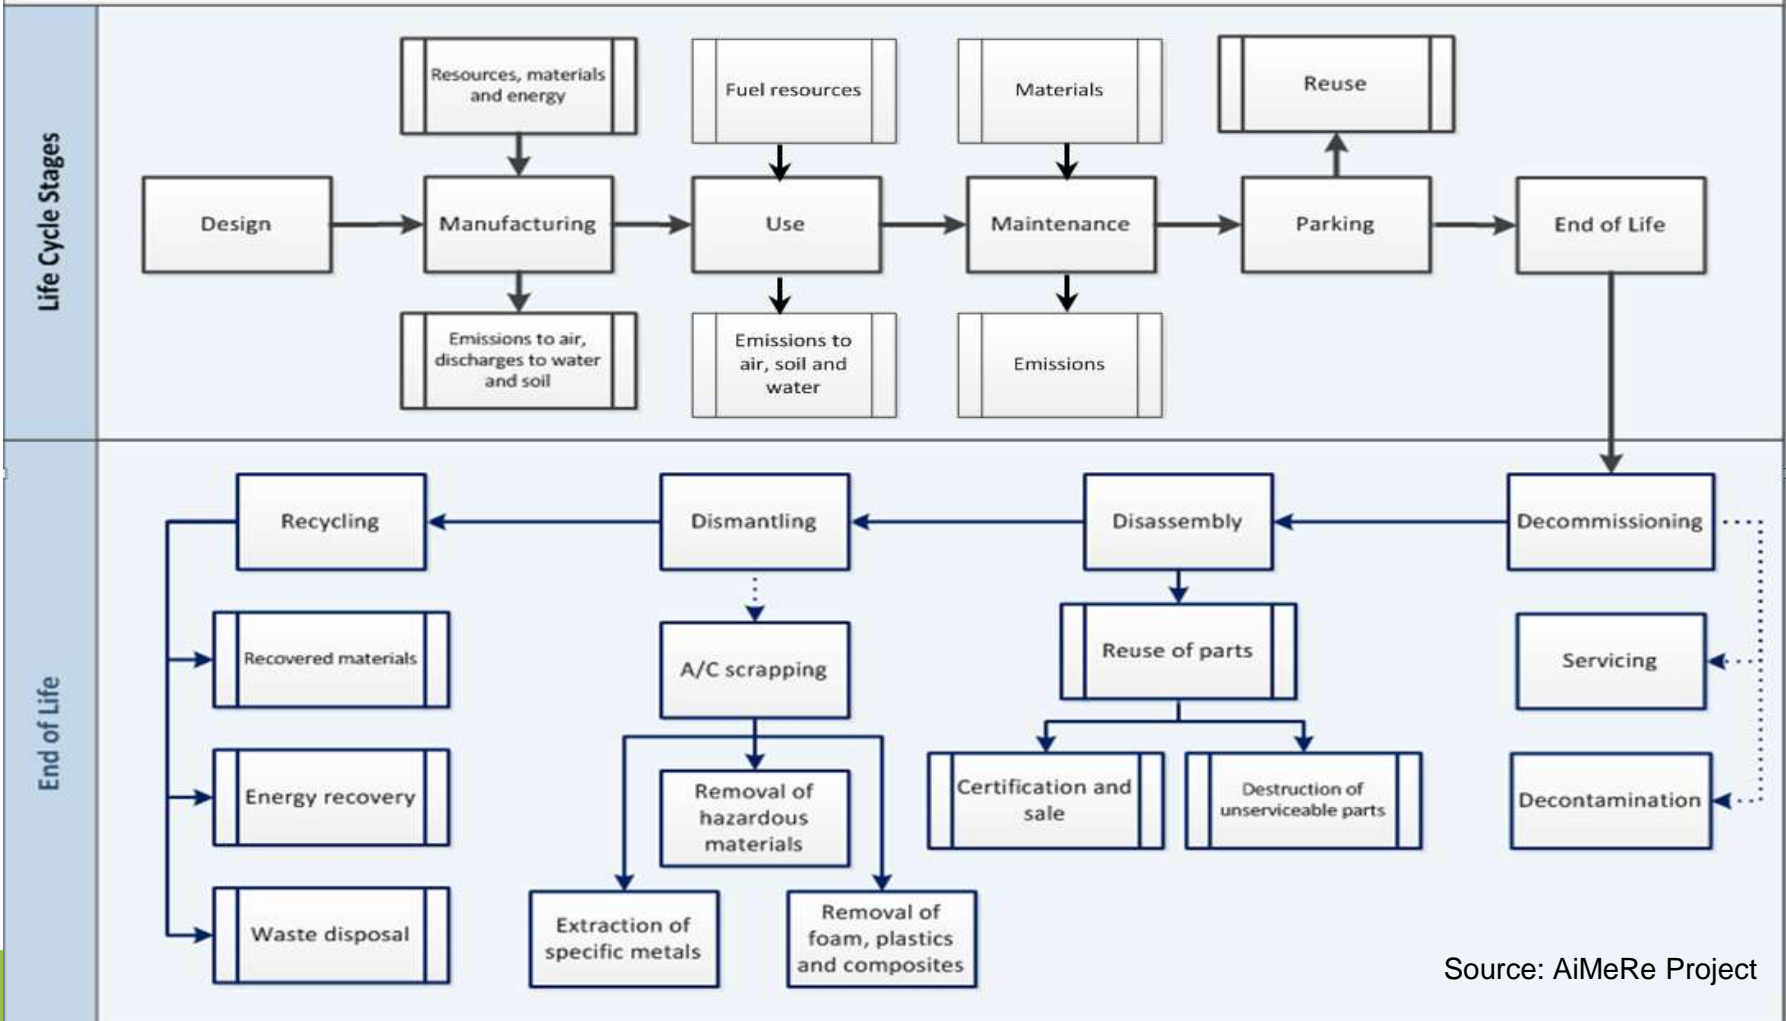 Life Cycle Stages
Resources, materials
and energy
Fuel resources
Materials
Reuse
Design
Manufacturing
Use
Maintenance
Parking
End of Life
Emissions to air,
discharges to water
and soil
Emissions to
air, soil and
water
Emissions
End of Life
Recycling
Dismantling
Disassembly
Decommissioning
Recovered materials
A/C scrapping
Reuse of parts
Servicing
Energy recovery
Removal of
hazardous
materials
Certification and
sale
Destruction of
unserviceable parts
Decontamination
Waste disposal
Extraction of
specific metals
Removal of
foam, plastics
and composites
Source: AiMeRe Project